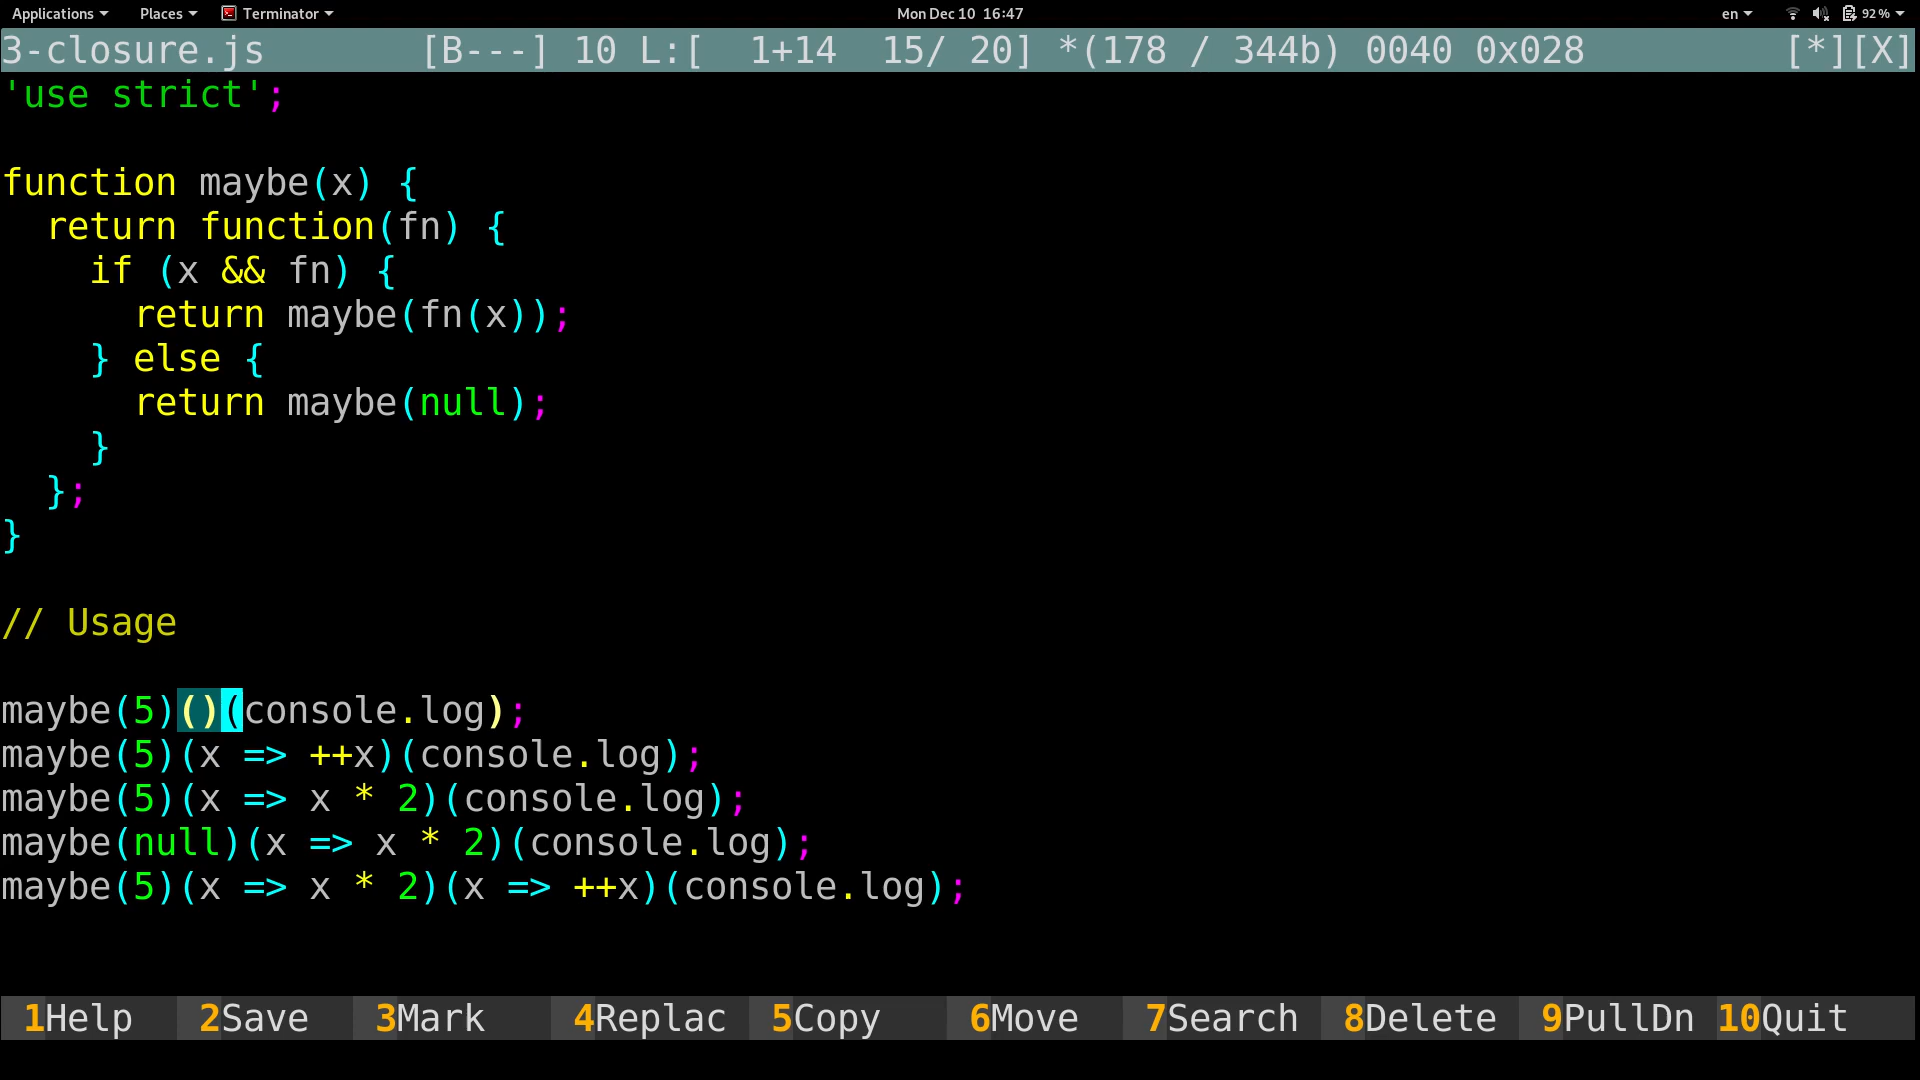 Applications Places Terminator Mon Dec 10 16:47 en 92%
3-closure.js [B---] 10 L:[ 1+14 15/ 20] *(178 / 344b) 0040 0x028 [*][X]
'use strict';
function maybe(x) {
  return function(fn) {
    if (x && fn) {
      return maybe(fn(x));
    } else {
      return maybe(null);
    }
  };
}
// Usage
maybe(5)()(console.log);
maybe(5)(x => ++x)(console.log);
maybe(5)(x => x * 2)(console.log);
maybe(null)(x => x * 2)(console.log);
maybe(5)(x => x * 2)(x => ++x)(console.log);
1Help 2Save 3Mark 4Replac 5Copy 6Move 7Search 8Delete 9PullDn 10Quit